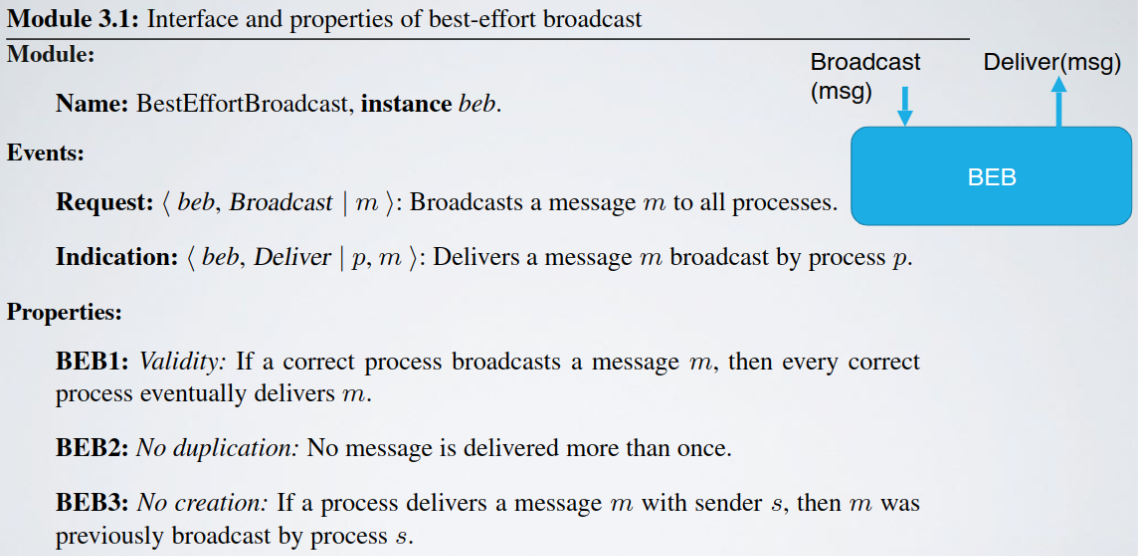 Module 3.1: Interface and properties of best-effort broadcast
Module:
Name: BestEffortBroadcast, instance beb.
Broadcast
(msg)
Deliver(msg)
BEB
Events:
Request: ⟨ beb, Broadcast | m ⟩: Broadcasts a message m to all processes.
Indication: ⟨ beb, Deliver | p, m ⟩: Delivers a message m broadcast by process p.
Properties:
BEB1: Validity: If a correct process broadcasts a message m, then every correct
process eventually delivers m.
BEB2: No duplication: No message is delivered more than once.
BEB3: No creation: If a process delivers a message m with sender s, then m was
previously broadcast by process s.